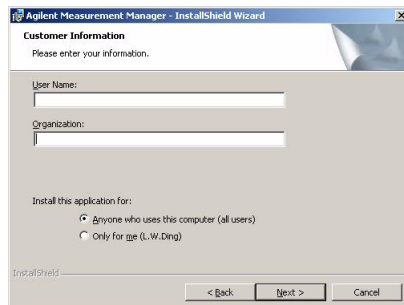 Agilent Measurement Manager - InstallShield Wizard
Customer Information
Please enter your information.
User Name:
Organization:
Install this application for:
Anyone who uses this computer (all users)
Only for me (L.W.Ding)
InstallShield
< Back Next > Cancel